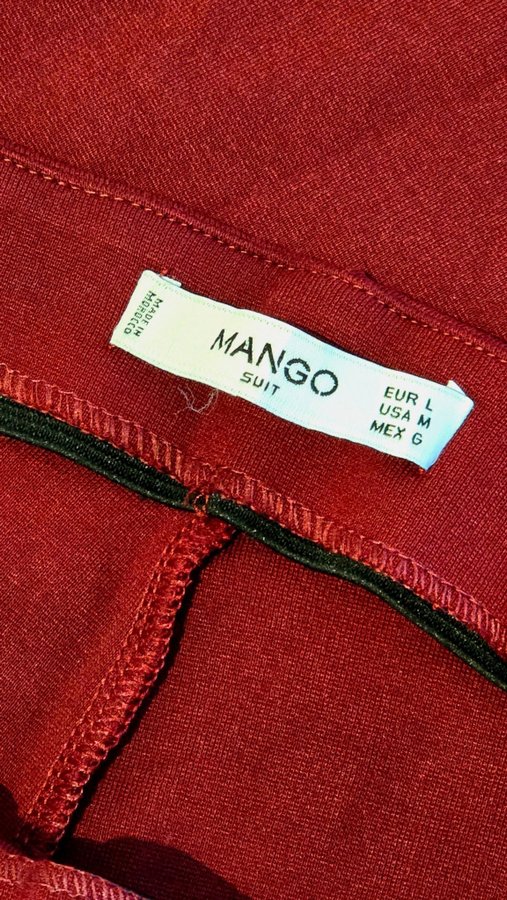 MADE IN
MOROCCO
MANGO
SUIT
EUR L
USA M
MEX G